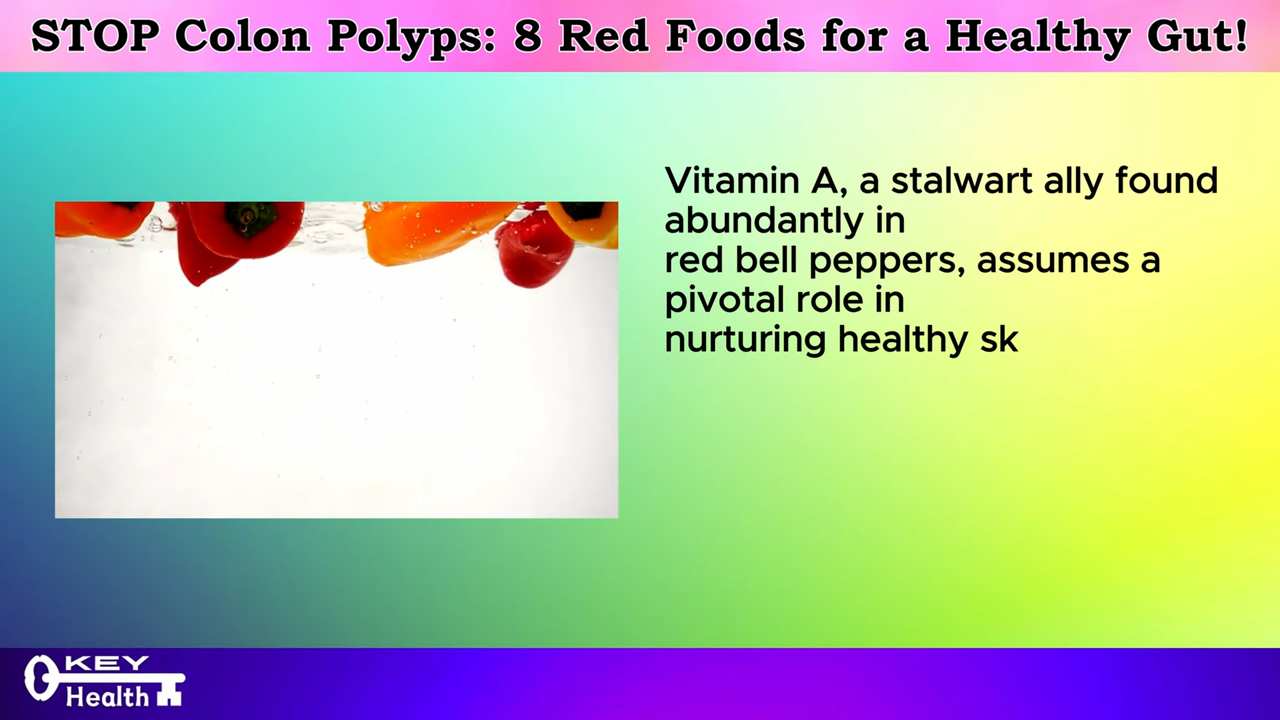 STOP Colon Polyps: 8 Red Foods for a Healthy Gut!
Vitamin A, a stalwart ally found
abundantly in
red bell peppers, assumes a
pivotal role in
nurturing healthy sk
KEY
Health